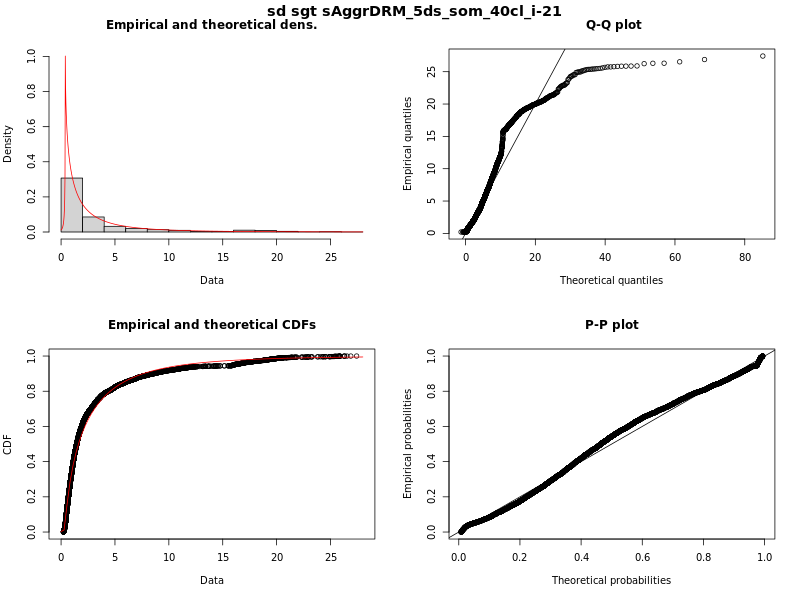 sd sgt sAggrDRM_5ds_som_40cl_i-21
Empirical and theoretical dens.
Density
0.0 0.2 0.4 0.6 0.8 1.0
0 5 10 15 20 25
Data
Q-Q plot
Empirical quantiles
0 5 10 15 20 25
0 20 40 60 80
Theoretical quantiles
Empirical and theoretical CDFs
CDF
0.0 0.2 0.4 0.6 0.8 1.0
0 5 10 15 20 25
Data
P-P plot
Empirical probabilities
0.0 0.2 0.4 0.6 0.8 1.0
0.0 0.2 0.4 0.6 0.8 1.0
Theoretical probabilities